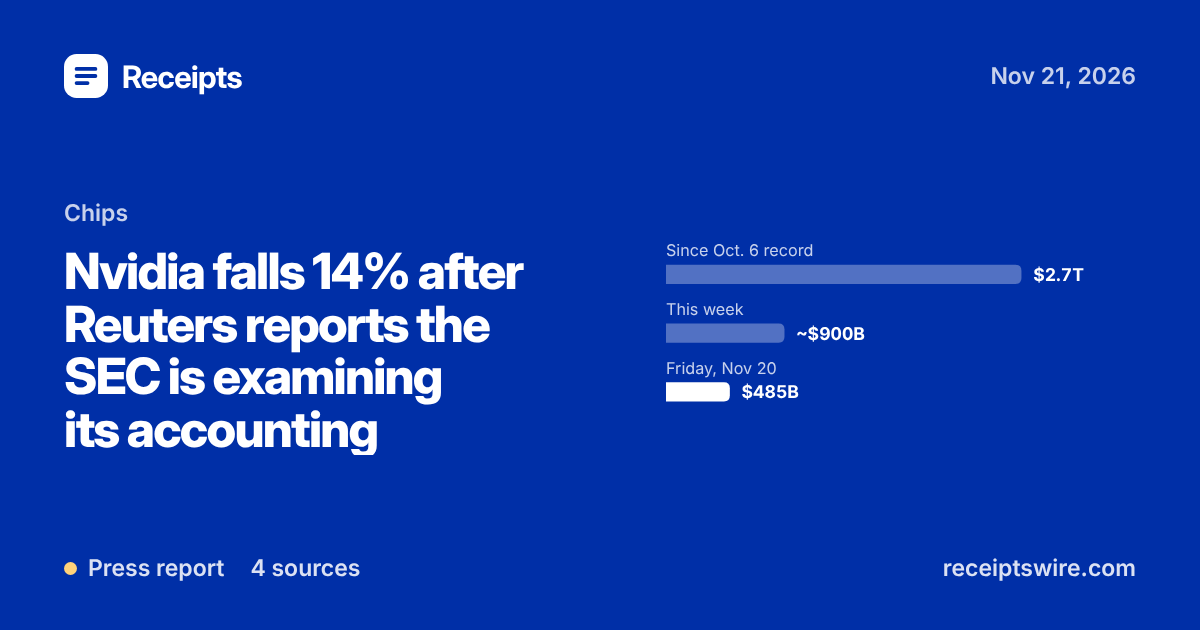 Receipts
Nov 21, 2026
Chips
Nvidia falls 14% after
Reuters reports the
SEC is examining
its accounting
Since Oct. 6 record
$2.7T
This week
~$900B
Friday, Nov 20
$485B
Press report
4 sources
receiptswire.com